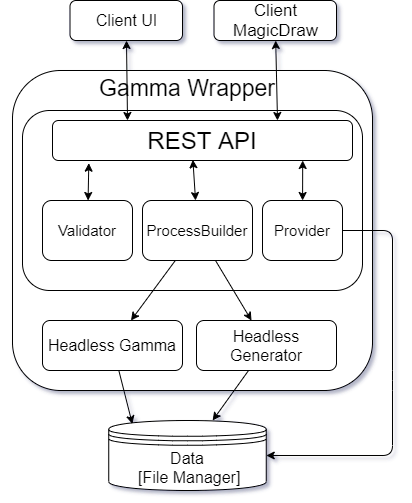 Client UI
Client
MagicDraw
Gamma Wrapper
REST API
Validator
ProcessBuilder
Provider
Headless Gamma
Headless
Generator
Data
[File Manager]